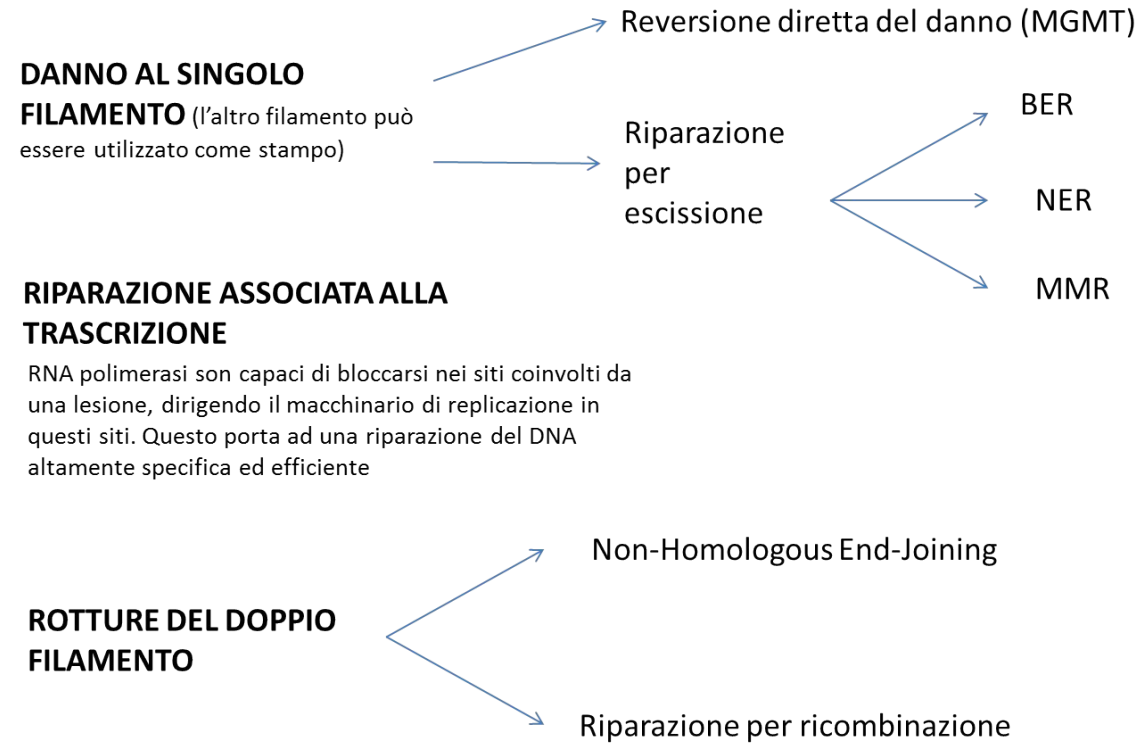 Reversione diretta del danno (MGMT)
DANNO AL SINGOLO
FILAMENTO (l'altro filamento può
essere utilizzato come stampo)
Riparazione
per
escissione
BER
NER
MMR
RIPARAZIONE ASSOCIATA ALLA
TRASCRIZIONE
RNA polimerasi son capaci di bloccarsi nei siti coinvolti da
una lesione, dirigendo il macchinario di replicazione in
questi siti. Questo porta ad una riparazione del DNA
altamente specifica ed efficiente
Non-Homologous End-Joining
ROTTURE DEL DOPPIO
FILAMENTO
Riparazione per ricombinazione